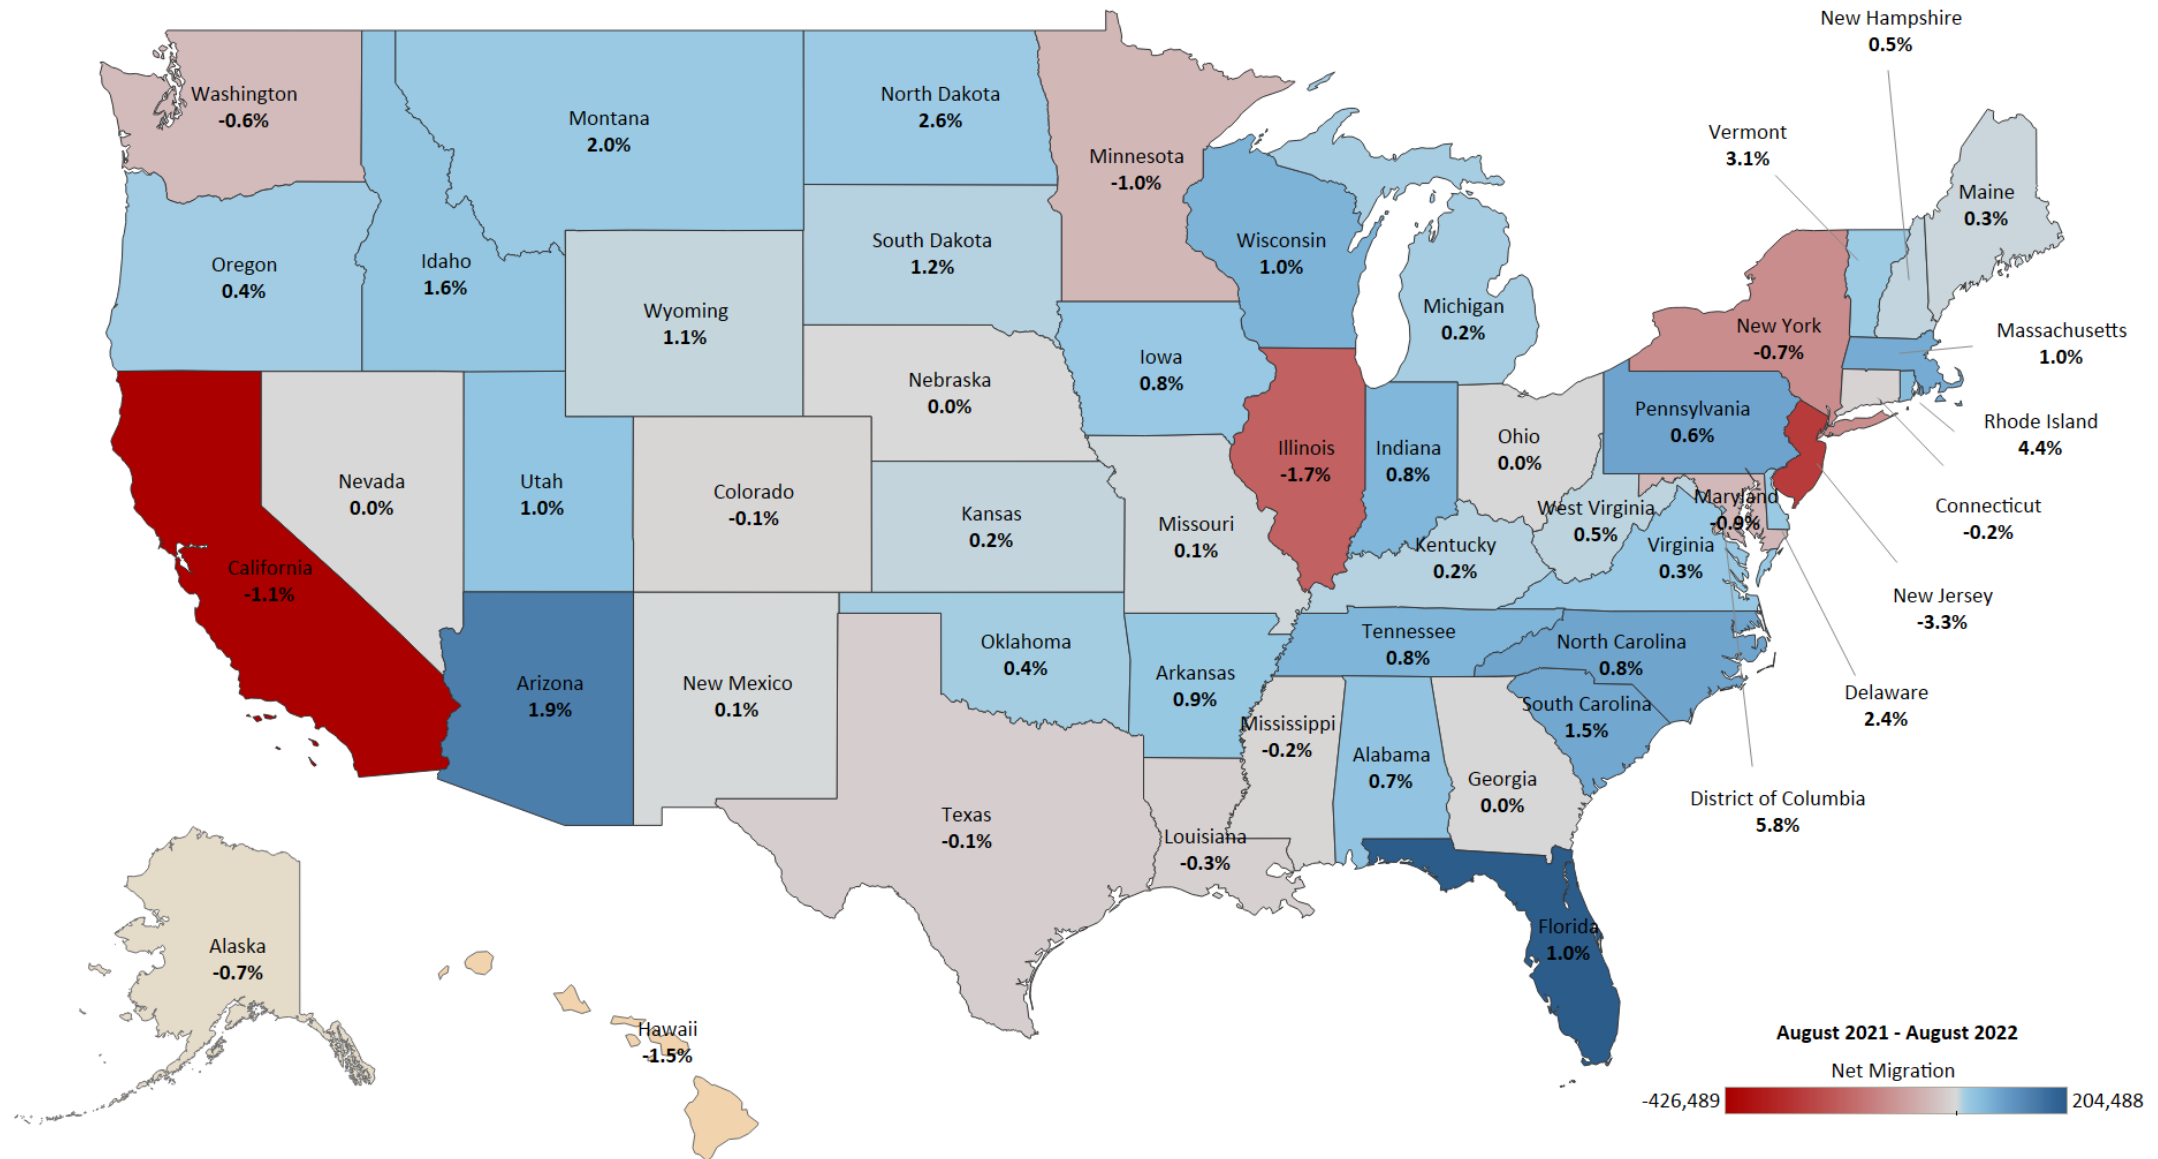 New Hampshire
0.5%
Washington
-0.6%
Montana
2.0%
North Dakota
2.6%
Minnesota
-1.0%
Vermont
3.1%
Maine
0.3%
Oregon
0.4%
Idaho
1.6%
South Dakota
1.2%
Wisconsin
1.0%
Wyoming
1.1%
Michigan
0.2%
New York
-0.7%
Massachusetts
1.0%
Iowa
0.8%
Nebraska
0.0%
Pennsylvania
0.6%
Rhode Island
4.4%
Nevada
0.0%
Utah
1.0%
Colorado
-0.1%
Kansas
0.2%
Missouri
0.1%
Illinois
-1.7%
Indiana
0.8%
Ohio
0.0%
West Virginia
0.5%
Maryland
-0.9%
Connecticut
-0.2%
California
-1.1%
Kentucky
0.2%
Virginia
0.3%
New Jersey
-3.3%
Arizona
1.9%
New Mexico
0.1%
Oklahoma
0.4%
Arkansas
0.9%
Tennessee
0.8%
North Carolina
0.8%
South Carolina
1.5%
Delaware
2.4%
Mississippi
-0.2%
Alabama
0.7%
Georgia
0.0%
District of Columbia
5.8%
Texas
-0.1%
Louisiana
-0.3%
Florida
1.0%
Alaska
-0.7%
Hawaii
-1.5%
August 2021 - August 2022
Net Migration
-426,489 204,488